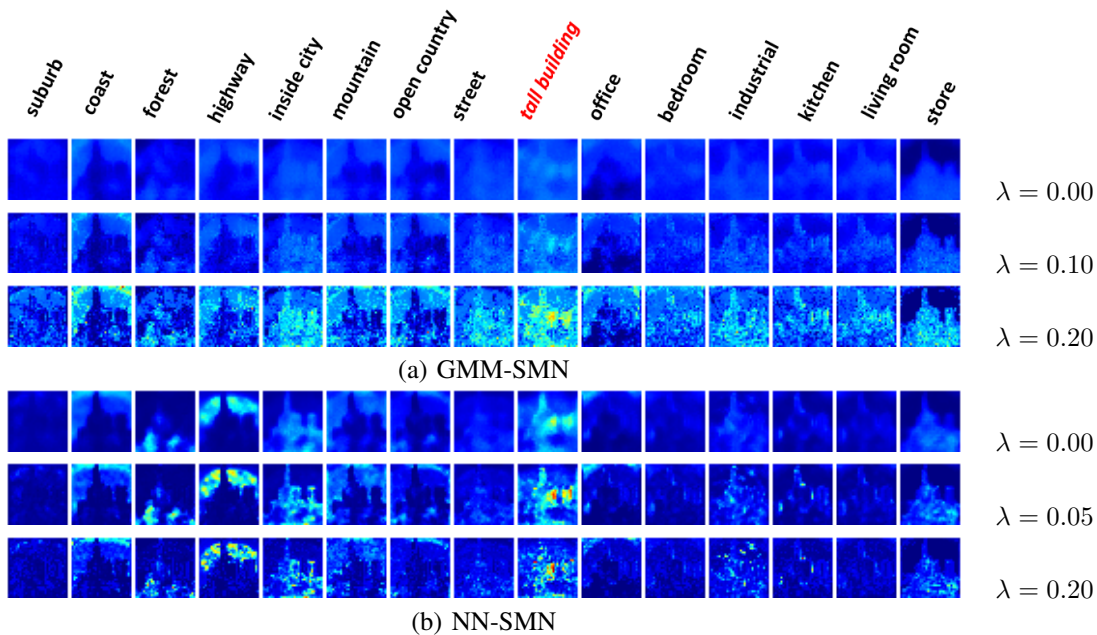 suburb coast forest highway inside city mountain open country street tall building office bedroom industrial kitchen living room store
λ = 0.00
λ = 0.10
λ = 0.20
(a) GMM-SMN
λ = 0.00
λ = 0.05
λ = 0.20
(b) NN-SMN